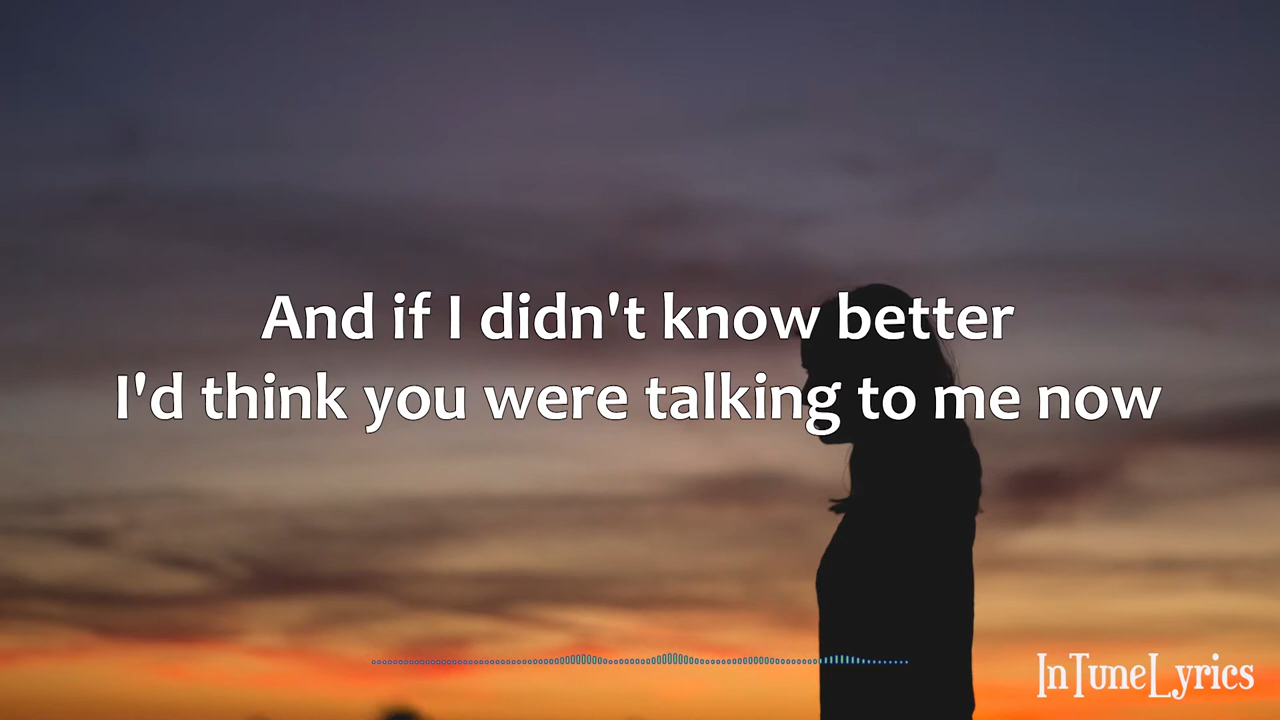 And if I didn't know better
I'd think you were talking to me now
InTuneLyrics